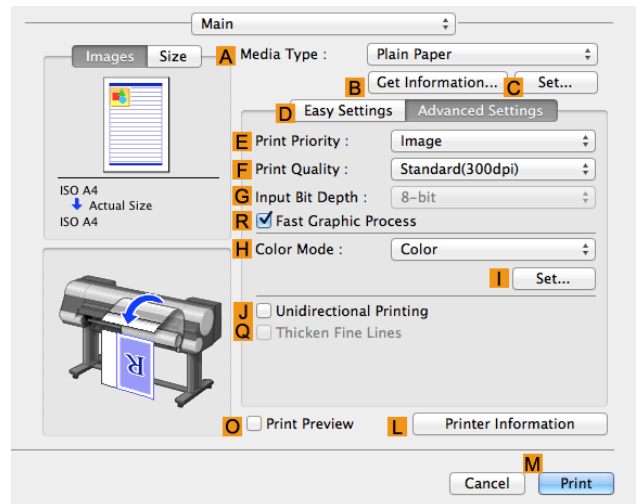 Main
Images Size A Media Type : Plain Paper
B Get Information... C Set...
D Easy Settings Advanced Settings
E Print Priority : Image
F Print Quality : Standard(300dpi)
G Input Bit Depth : 8-bit
R Fast Graphic Process
H Color Mode : Color
I Set...
J Unidirectional Printing
Q Thicken Fine Lines
ISO A4
Actual Size
ISO A4
R
O Print Preview L Printer Information
M
Cancel Print